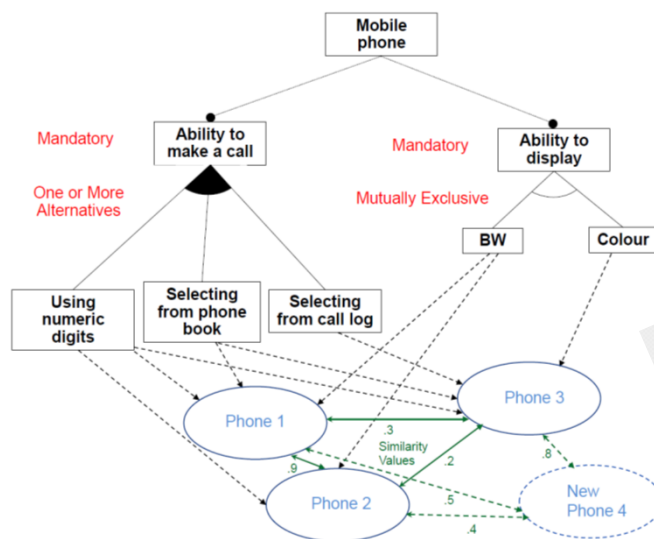 Mobile
phone
Mandatory
Ability to
make a call
Mandatory
Ability to
display
One or More
Alternatives
Mutually Exclusive
BW
Colour
Using
numeric
digits
Selecting
from phone
book
Selecting
from call log
Phone 1
Phone 3
.3
Similarity
Values
.2
.8
.9
Phone 2
.5
.4
New
Phone 4